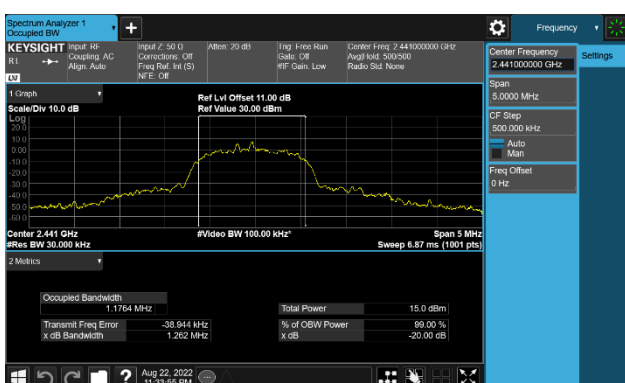 Spectrum Analyzer 1
Occupied BW
Frequency
KEYSIGHT
Input: RF
Coupling: AC
Align: Auto
Input Z: 50 Ω
Corrections: Off
Freq Ref: Int (S)
NFE: Off
Atten: 20 dB
Trig: Free Run
Gate: Off
#IF Gain: Low
Center Freq: 2.441000000 GHz
Avg|Hold: 500/500
Radio Std: None
Center Frequency
2.441000000 GHz
Settings
Span
5.0000 MHz
CF Step
500.000 kHz
Auto
Man
Freq Offset
0 Hz
1 Graph
Scale/Div 10.0 dB
Ref Lvl Offset 11.00 dB
Ref Value 30.00 dBm
Log
20.0
10.0
0.00
-10.0
-20.0
-30.0
-40.0
-50.0
-60.0
Center 2.441 GHz
#Video BW 100.00 kHz*
Span 5 MHz
#Res BW 30.000 kHz
Sweep 6.87 ms (1001 pts)
2 Metrics
Occupied Bandwidth
1.1764 MHz
Total Power 15.0 dBm
Transmit Freq Error -38.944 kHz
% of OBW Power 99.00 %
x dB Bandwidth 1.262 MHz
x dB -20.00 dB
Aug 22, 2022
11:33:55 PM